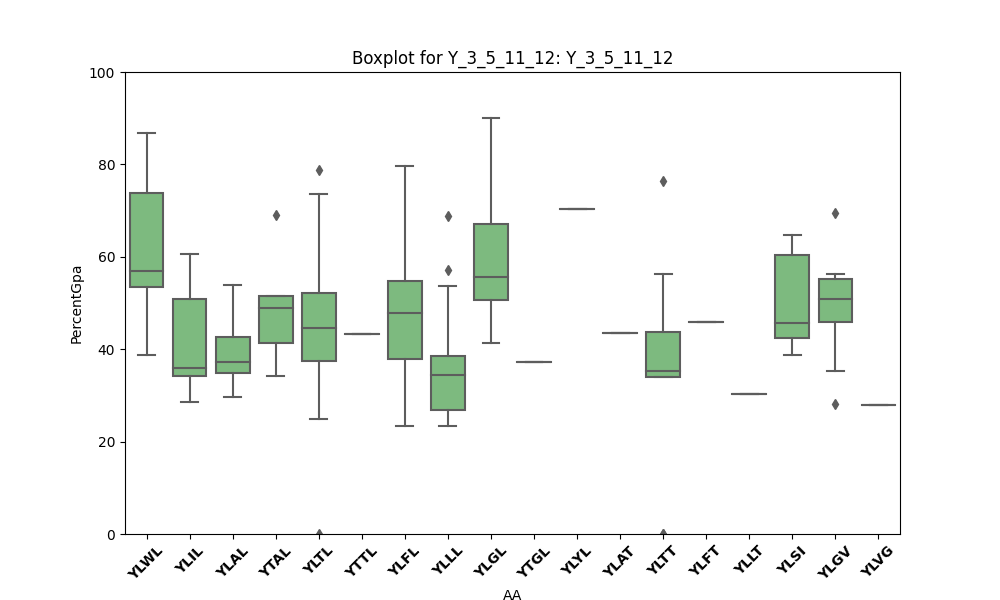 Boxplot for Y_3_5_11_12: Y_3_5_11_12
PercentGpa
100
80
60
40
20
0
YLWL YLIL YLAL YTAL YLTL YTTL YLFL YLLL YLGL YTGL YLYL YLAT YLTT YLFT YLLT YLSI YLGV YLVG
AA